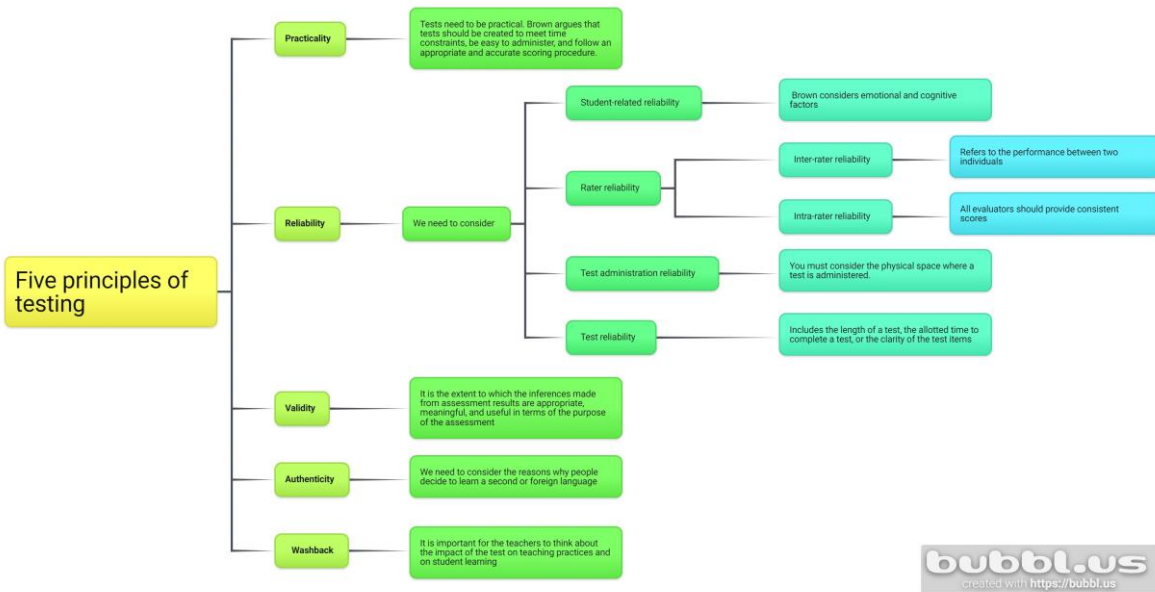 Five principles of
testing
Practicality
Tests need to be practical. Brown argues that
tests should be created to meet time
constraints, be easy to administer, and follow an
appropriate and accurate scoring procedure.
Reliability
We need to consider
Student-related reliability
Brown considers emotional and cognitive
factors
Rater reliability
Inter-rater reliability
Refers to the performance between two
individuals
Intra-rater reliability
All evaluators should provide consistent
scores
Test administration reliability
You must consider the physical space where a
test is administered.
Test reliability
Includes the length of a test, the allotted time to
complete a test, or the clarity of the test items
Validity
It is the extent to which the inferences made
from assessment results are appropriate,
meaningful, and useful in terms of the purpose
of the assessment
Authenticity
We need to consider the reasons why people
decide to learn a second or foreign language
Washback
It is important for the teachers to think about
the impact of the test on teaching practices and
on student learning
bubbl.us
created with https://bubbl.us